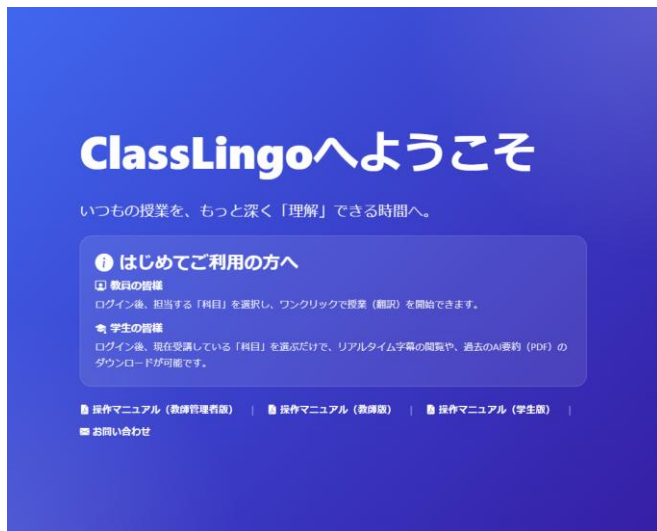 ClassLingoへようこそ
いつもの授業を、もっと深く「理解」できる時間へ。
はじめてご利用の方へ
教員の皆様
ログイン後、担当する「科目」を選択し、ワンクリックで授業（翻訳）を開始できます。
学生の皆様
ログイン後、現在受講している「科目」を選ぶだけで、リアルタイム字幕の閲覧や、過去のAI要約（PDF）の
ダウンロードが可能です。
操作マニュアル（教師管理者版） | 操作マニュアル（教師版） | 操作マニュアル（学生版） |
お問い合わせ